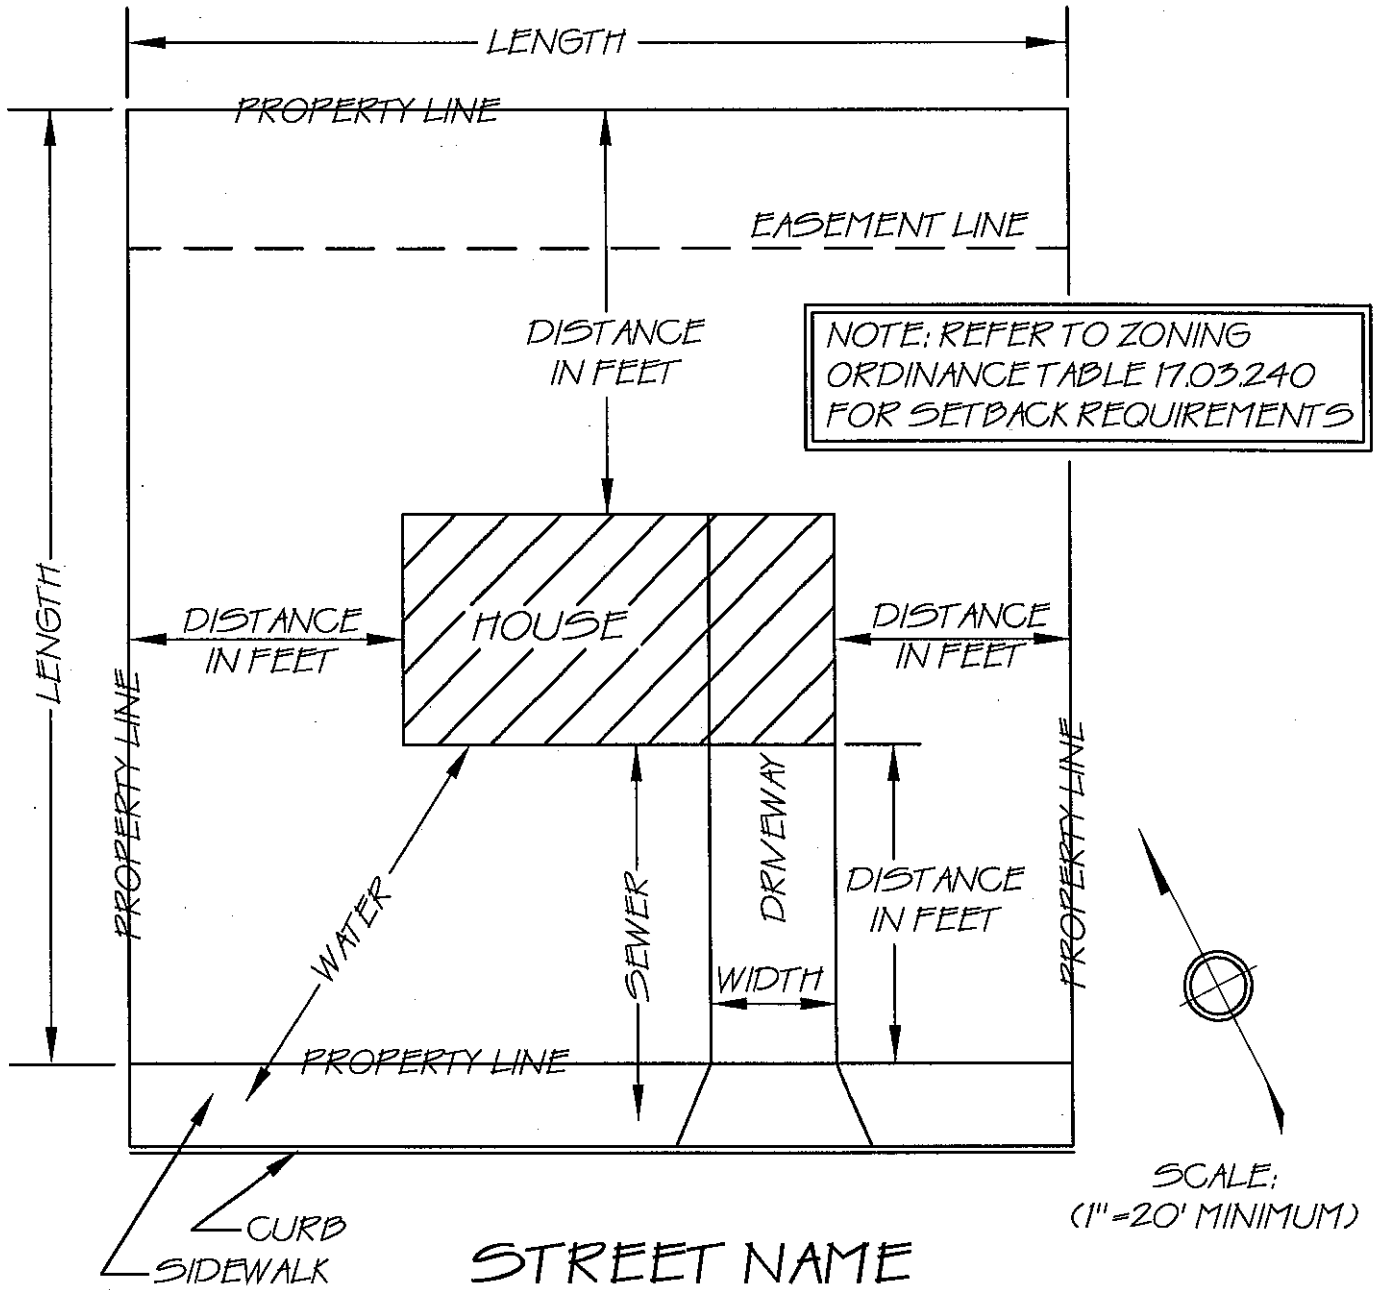 LENGTH
PROPERTY LINE
EASEMENT LINE
DISTANCE
IN FEET
NOTE: REFER TO ZONING
ORDINANCE TABLE 17.03.240
FOR SETBACK REQUIREMENTS
LENGTH
DISTANCE
IN FEET
HOUSE
DISTANCE
IN FEET
PROPERTY LINE
PROPERTY LINE
WATER
SEWER
DRIVEWAY
DISTANCE
IN FEET
WIDTH
PROPERTY LINE
SCALE:
(1"=20' MINIMUM)
CURB
SIDEWALK
STREET NAME